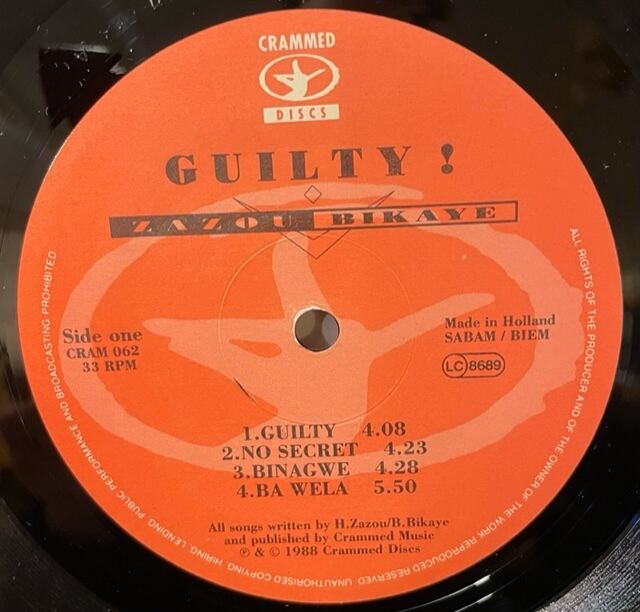 CRAMMED
DISCS
GUILTY !
ZAZOU BIKAYE
Side one
CRAM 062
33 RPM
Made in Holland
SABAM / BIEM
LC 8689
1.GUILTY 4.08
2.NO SECRET 4.23
3.BINAGWE 4.28
4.BA WELA 5.50
All songs written by H.Zazou/B.Bikaye
and published by Crammed Music
℗ & © 1988 Crammed Discs
ALL RIGHTS OF THE PRODUCER AND OF THE OWNER OF THE WORK REPRODUCED RESERVED UNAUTHORISED COPYING, HIRING, LENDING, PUBLIC PERFORMANCE AND BROADCASTING PROHIBITED